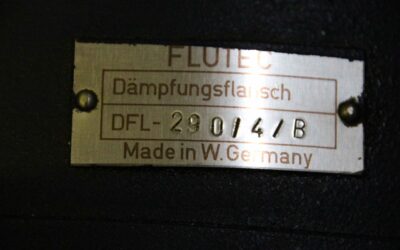 FLUTEC
Dämpfungsflansch
DFL-290/4/B
Made in W. Germany